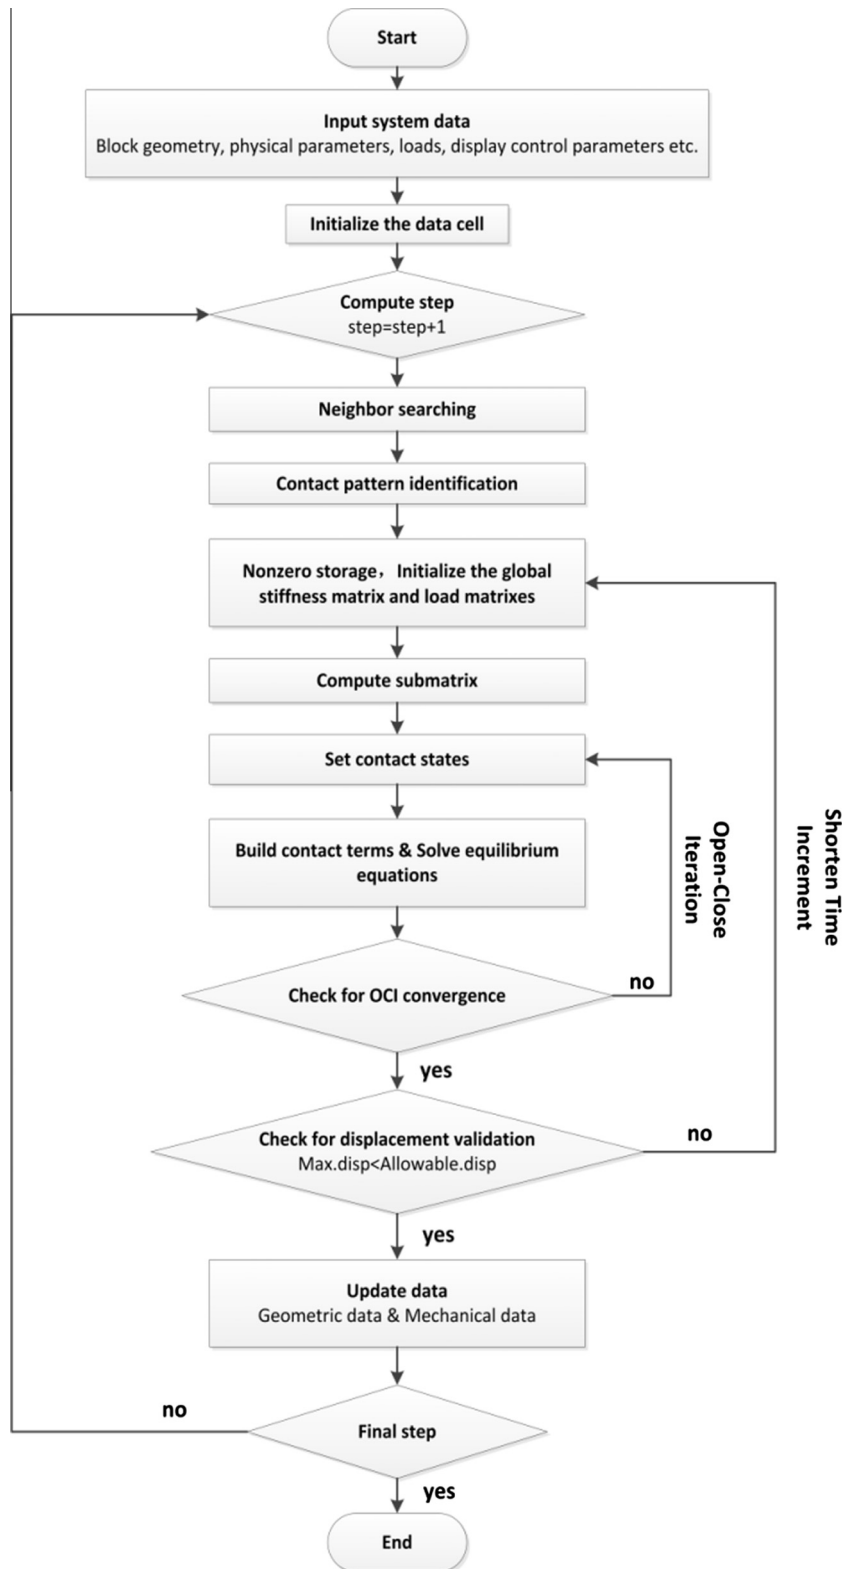 Start
Input system data
Block geometry, physical parameters, loads, display control parameters etc.
Initialize the data cell
Compute step
step=step+1
Neighbor searching
Contact pattern identification
Nonzero storage，Initialize the global
stiffness matrix and load matrixes
Compute submatrix
Set contact states
Build contact terms & Solve equilibrium
equations
Open-Close
Iteration
Shorten Time
Increment
Check for OCI convergence
no
yes
Check for displacement validation
Max.disp<Allowable.disp
no
yes
Update data
Geometric data & Mechanical data
Final step
no
yes
End